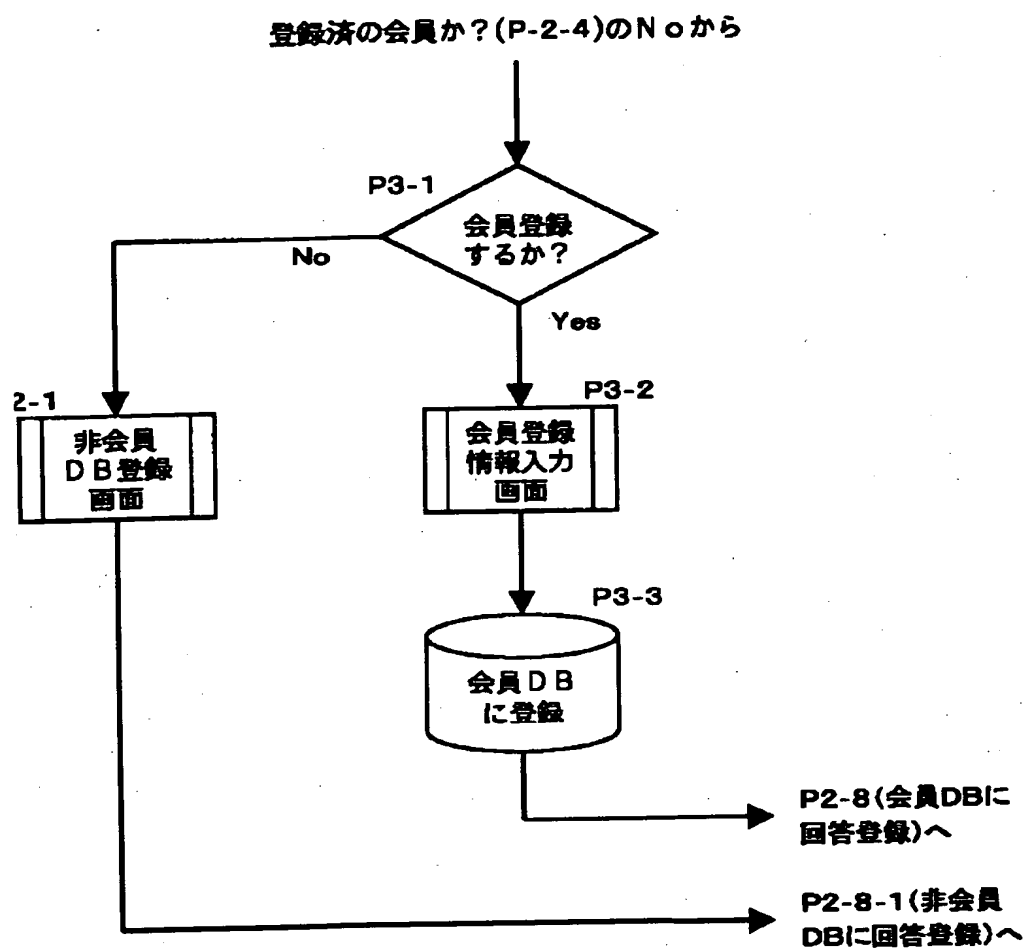 登録済の会員か？(P-2-4)のNoから
P3-1
会員登録
するか？
No
Yes
2-1
非会員
DB登録
画面
P3-2
会員登録
情報入力
画面
P3-3
会員DB
に登録
P2-8(会員DBに
回答登録)へ
P2-8-1(非会員
DBに回答登録)へ